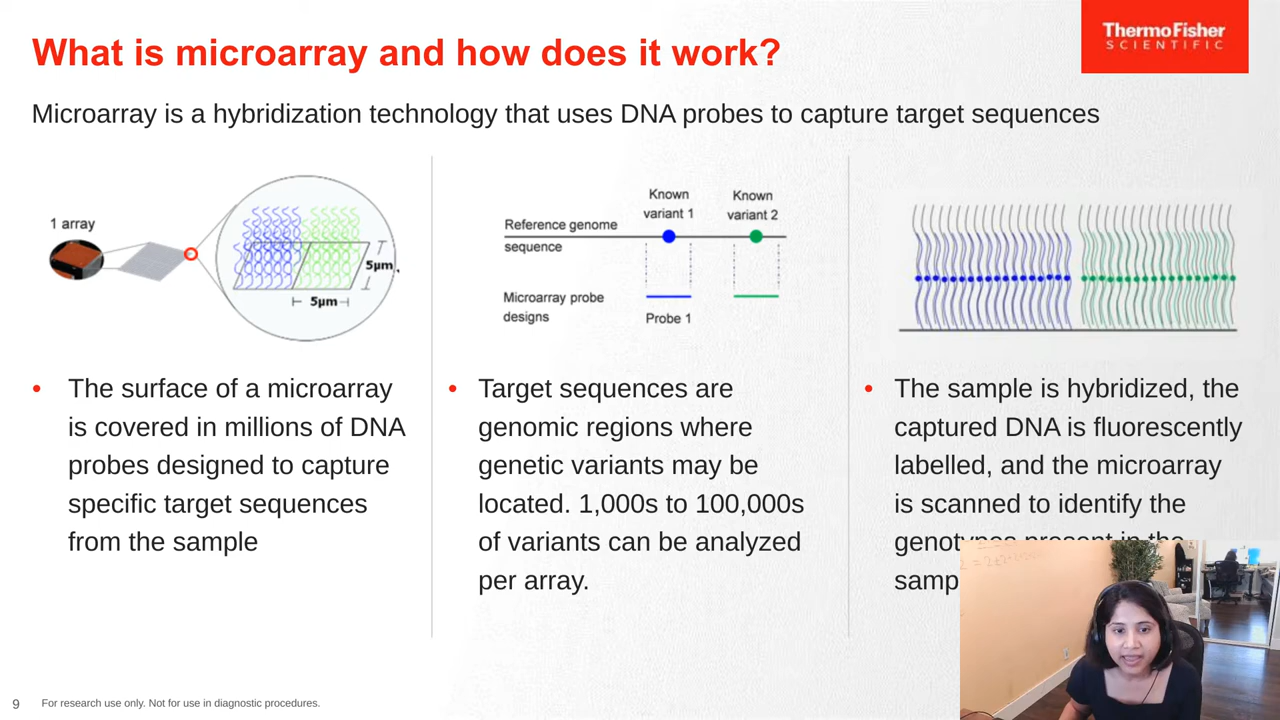 What is microarray and how does it work?
ThermoFisher
SCIENTIFIC
Microarray is a hybridization technology that uses DNA probes to capture target sequences
1 array
5µm
5µm
Known
variant 1
Known
variant 2
Reference genome
sequence
Microarray probe
designs
Probe 1
• The surface of a microarray
is covered in millions of DNA
probes designed to capture
specific target sequences
from the sample
• Target sequences are
genomic regions where
genetic variants may be
located. 1,000s to 100,000s
of variants can be analyzed
per array.
• The sample is hybridized, the
captured DNA is fluorescently
labelled, and the microarray
is scanned to identify the
genotypes present in the
samp
9
For research use only. Not for use in diagnostic procedures.